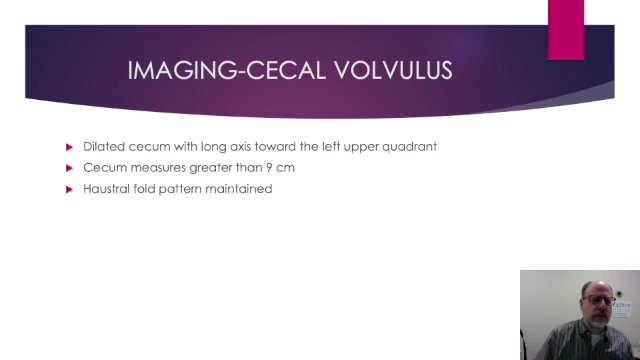 IMAGING-CECAL VOLVULUS
Dilated cecum with long axis toward the left upper quadrant
Cecum measures greater than 9 cm
Haustral fold pattern maintained